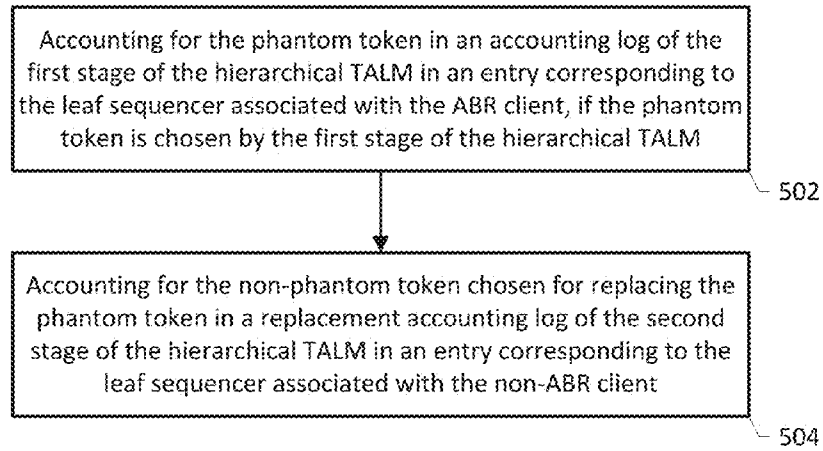 Accounting for the phantom token in an accounting log of the
first stage of the hierarchical TALM in an entry corresponding to
the leaf sequencer associated with the ABR client, if the phantom
token is chosen by the first stage of the hierarchical TALM
502
Accounting for the non-phantom token chosen for replacing the
phantom token in a replacement accounting log of the second
stage of the hierarchical TALM in an entry corresponding to the
leaf sequencer associated with the non-ABR client
504